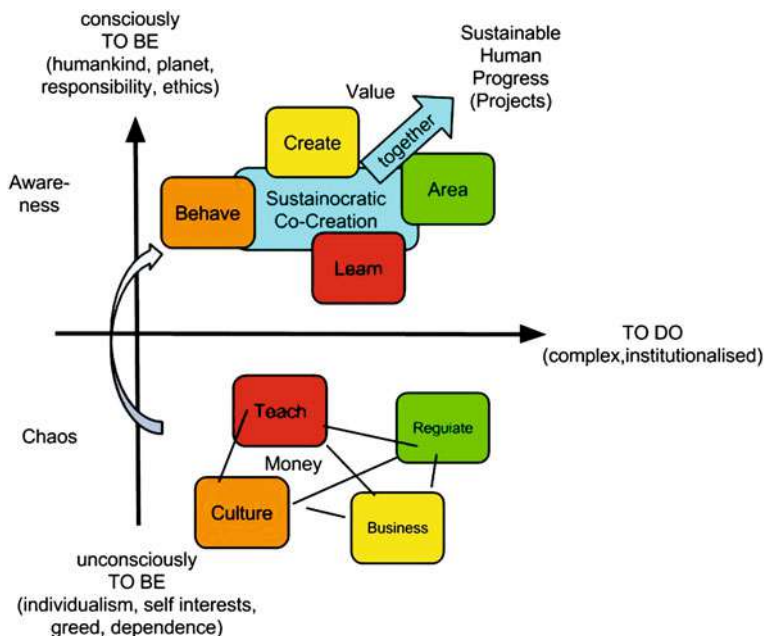 consciously
TO BE
(humankind, planet,
responsibility, ethics)
Sustainable
Human
Progress
(Projects)
Value
together
Create
Aware-
ness
Behave
Sustainocratic
Co-Creation
Area
Learn
TO DO
(complex,institutionalised)
Chaos
Teach
Reguiate
Money
Culture
Business
unconsciously
TO BE
(individualism, self interests,
greed, dependence)